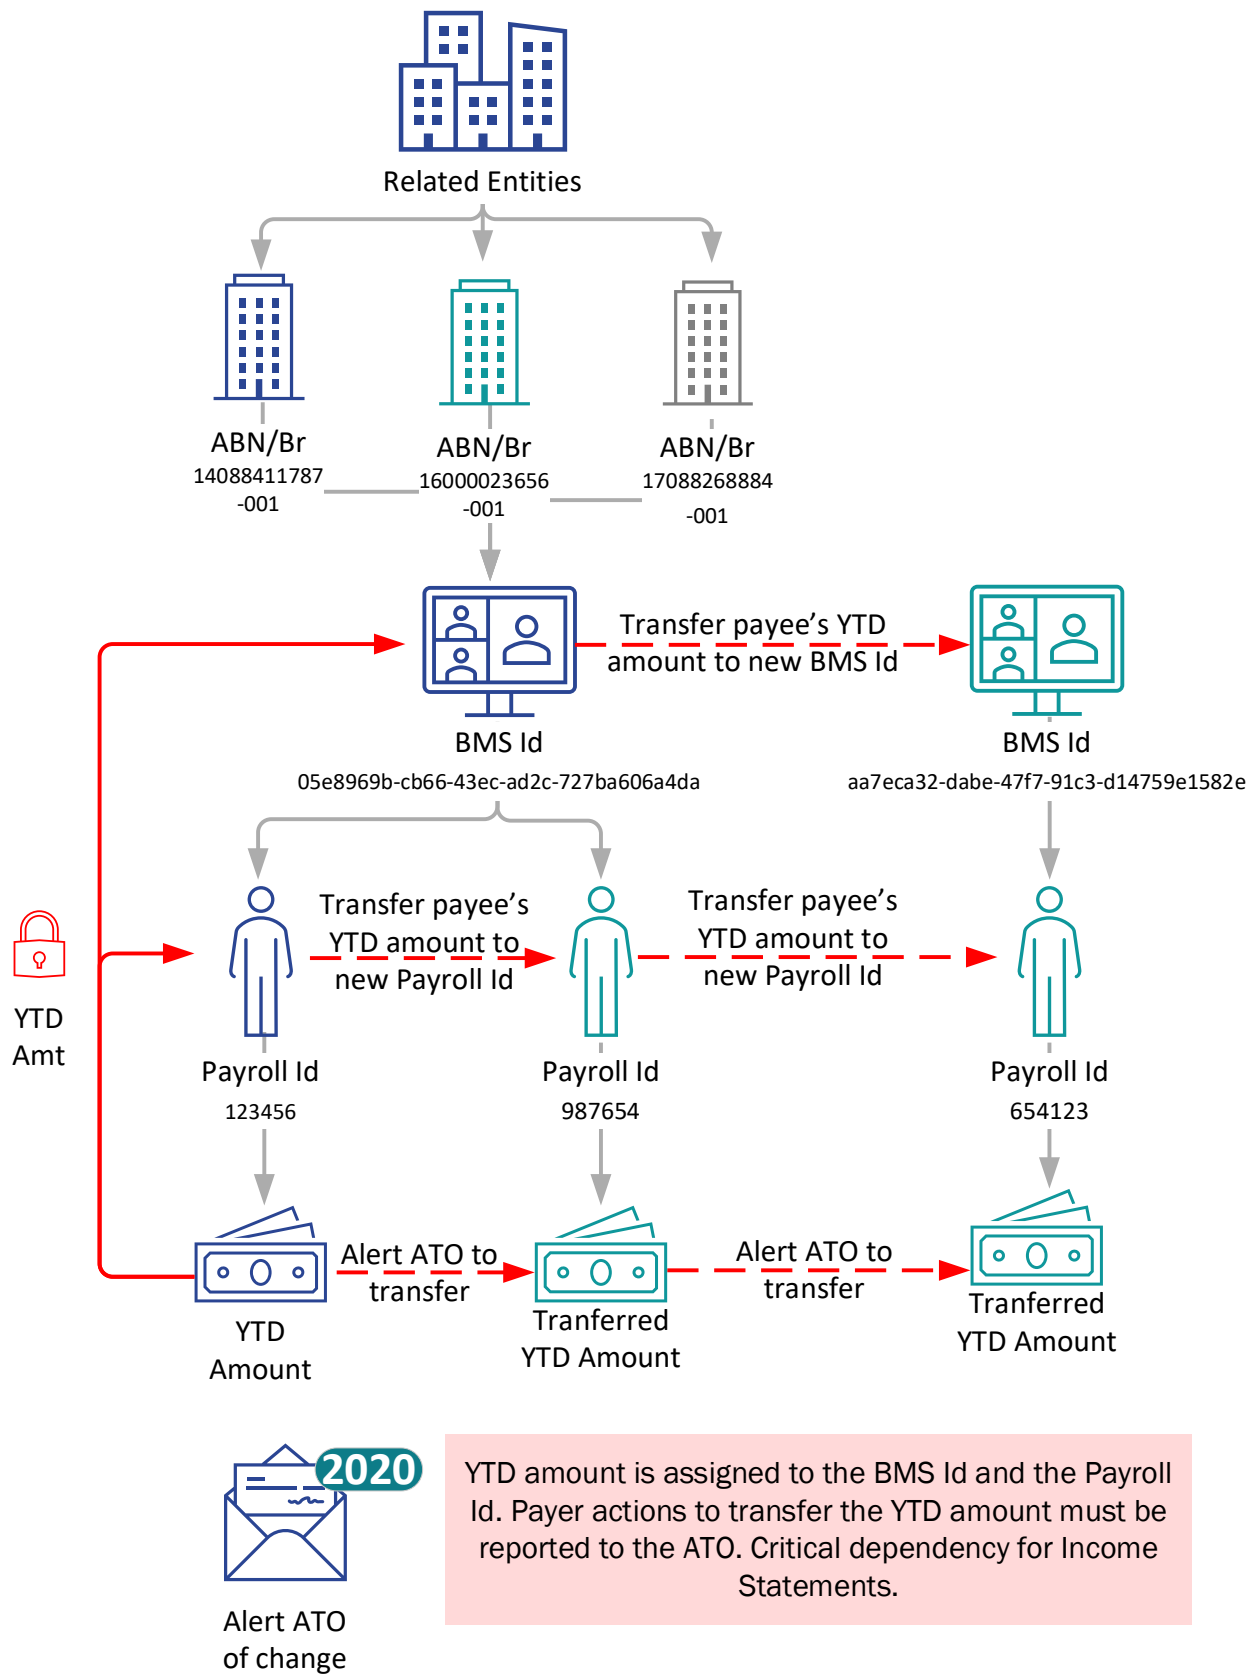 Related Entities
ABN/Br
14088411787
-001
ABN/Br
16000023656
-001
ABN/Br
17088268884
-001
Transfer payee's YTD
amount to new BMS Id
BMS Id
05e8969b-cb66-43ec-ad2c-727ba606a4da
BMS Id
aa7eca32-dabe-47f7-91c3-d14759e1582e
YTD
Amt
Transfer payee's
YTD amount to
new Payroll Id
Transfer payee's
YTD amount to
new Payroll Id
Payroll Id
123456
Payroll Id
987654
Payroll Id
654123
Alert ATO to
transfer
Alert ATO to
transfer
YTD
Amount
Tranferred
YTD Amount
Tranferred
YTD Amount
2020
Alert ATO
of change
YTD amount is assigned to the BMS Id and the Payroll
Id. Payer actions to transfer the YTD amount must be
reported to the ATO. Critical dependency for Income
Statements.